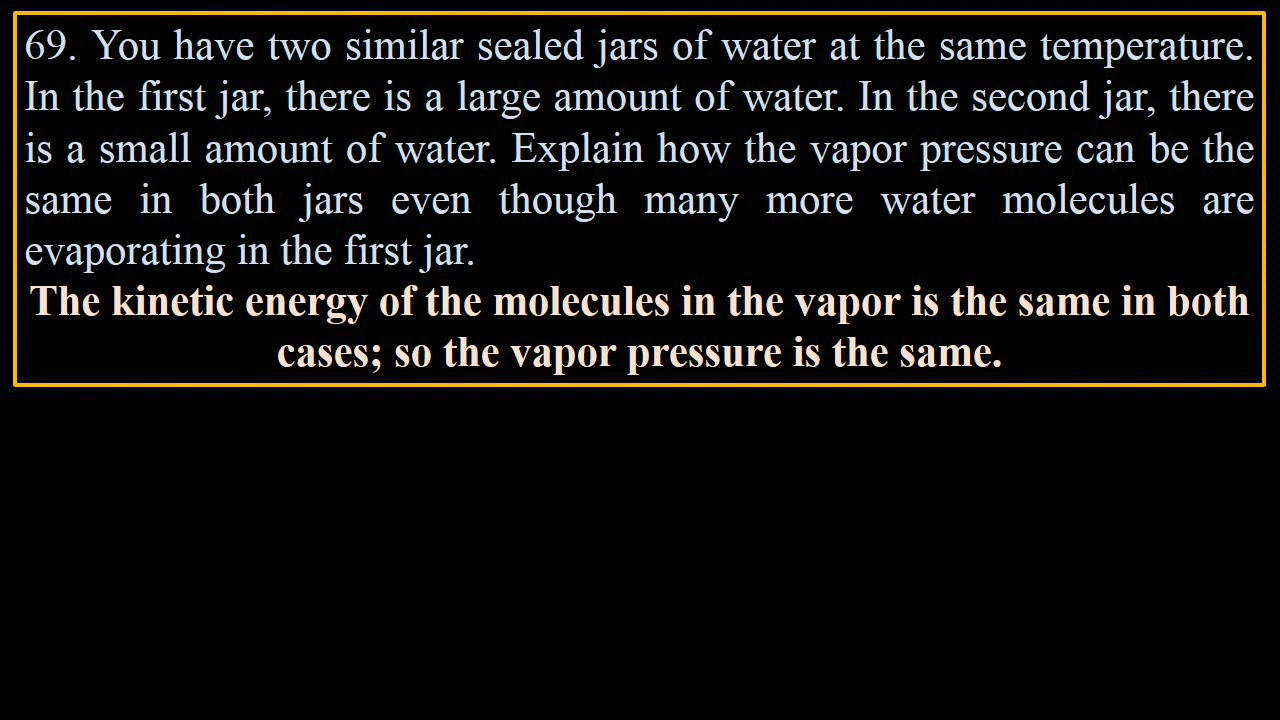 69. You have two similar sealed jars of water at the same temperature.
In the first jar, there is a large amount of water. In the second jar, there
is a small amount of water. Explain how the vapor pressure can be the
same in both jars even though many more water molecules are
evaporating in the first jar.
The kinetic energy of the molecules in the vapor is the same in both
cases; so the vapor pressure is the same.